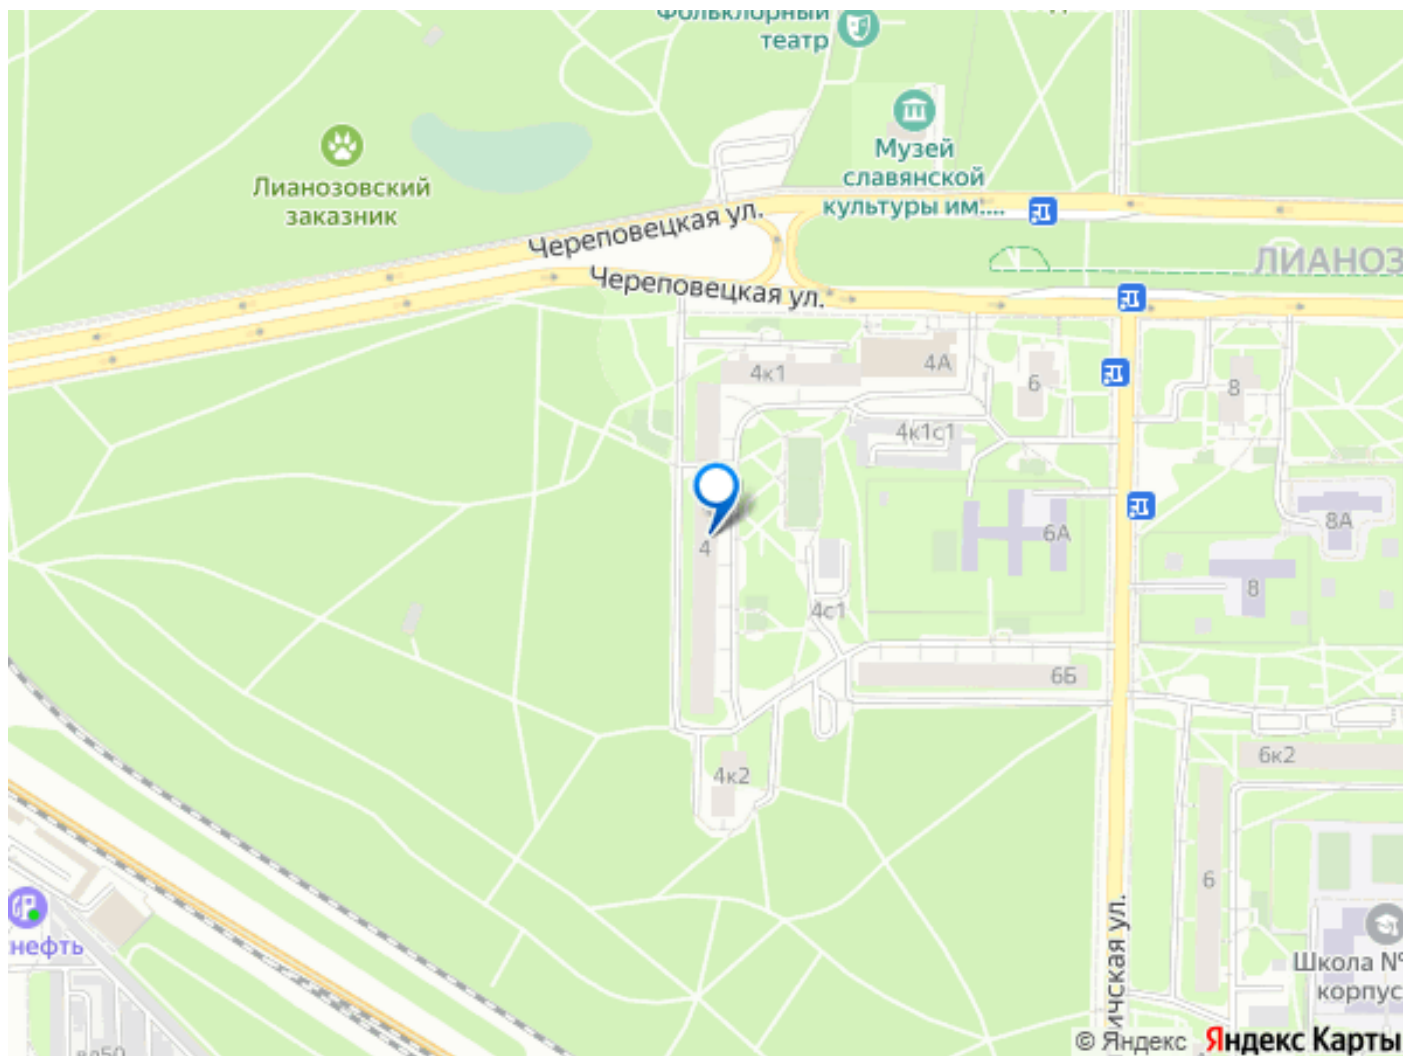 Фольклорный
театр
Музей
славянской
культуры им....
Лианозовский
заказник
Череповецкая ул.
Череповецкая ул.
ЛИАНОЗ
4к1
4А
6
8
4к1с1
4
6А
8А
8
4с1
6Б
4к2
6к2
6
нефть
Школа №
корпус
ичская ул.
© Яндекс Яндекс Карты